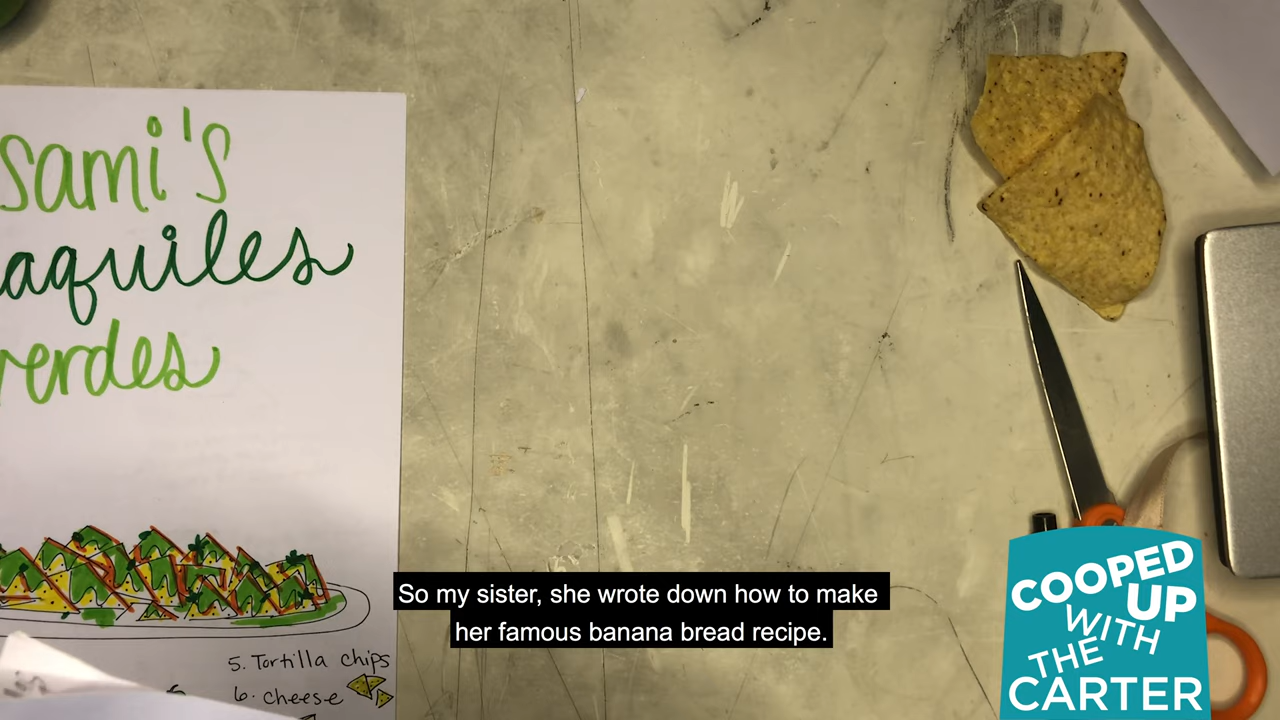 sami's
aquiles
verdes
5. Tortilla chips
6. cheese
So my sister, she wrote down how to make
her famous banana bread recipe.
COOPED
UP
WITH
THE
CARTER